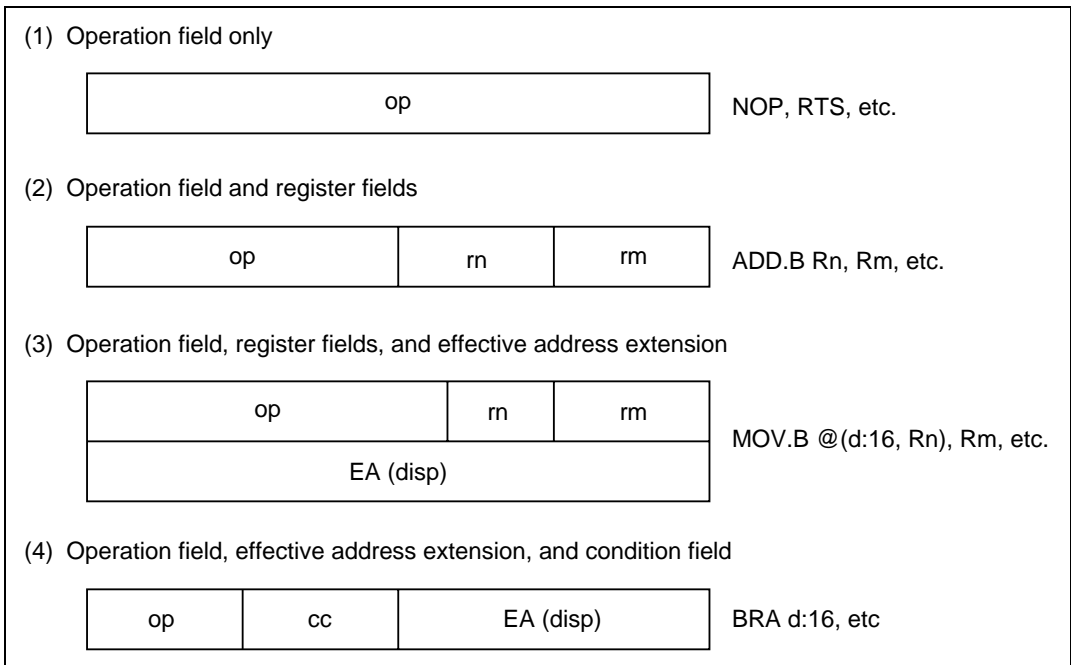 (1) Operation field only
op
NOP, RTS, etc.
(2) Operation field and register fields
op rn rm
ADD.B Rn, Rm, etc.
(3) Operation field, register fields, and effective address extension
op rn rm
EA (disp)
MOV.B @(d:16, Rn), Rm, etc.
(4) Operation field, effective address extension, and condition field
op cc EA (disp)
BRA d:16, etc